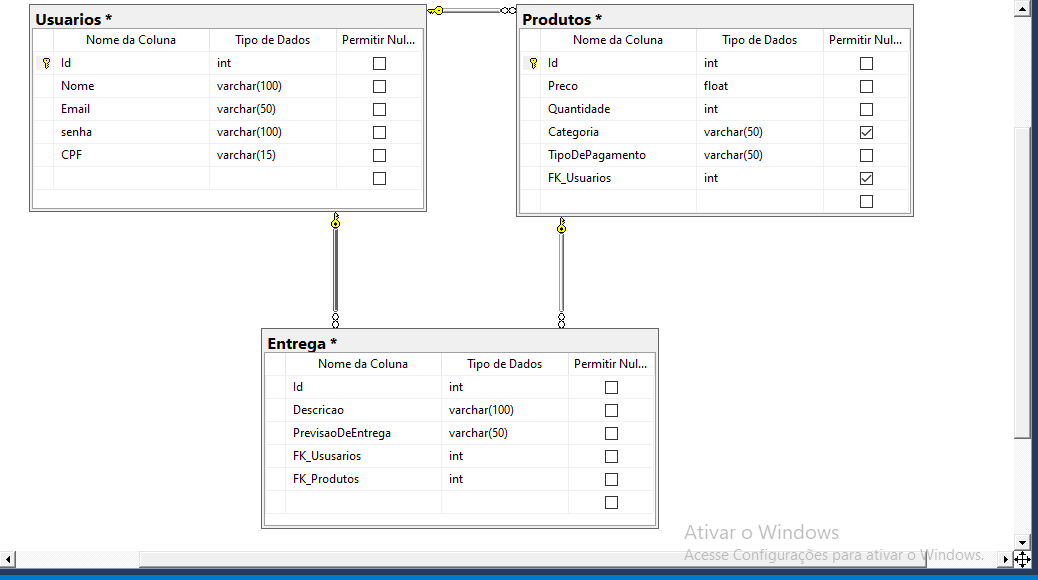 Usuarios *
Nome da Coluna Tipo de Dados Permitir Nul...
Id int
Nome varchar(100)
Email varchar(50)
senha varchar(100)
CPF varchar(15)
Produtos *
Nome da Coluna Tipo de Dados Permitir Nul...
Id int
Preco float
Quantidade int
Categoria varchar(50)
TipoDePagamento varchar(50)
FK_Usuarios int
Entrega *
Nome da Coluna Tipo de Dados Permitir Nul...
Id int
Descricao varchar(100)
PrevisaoDeEntrega varchar(50)
FK_Ususarios int
FK_Produtos int
Ativar o Windows
Acesse Configurações para ativar o Windows.